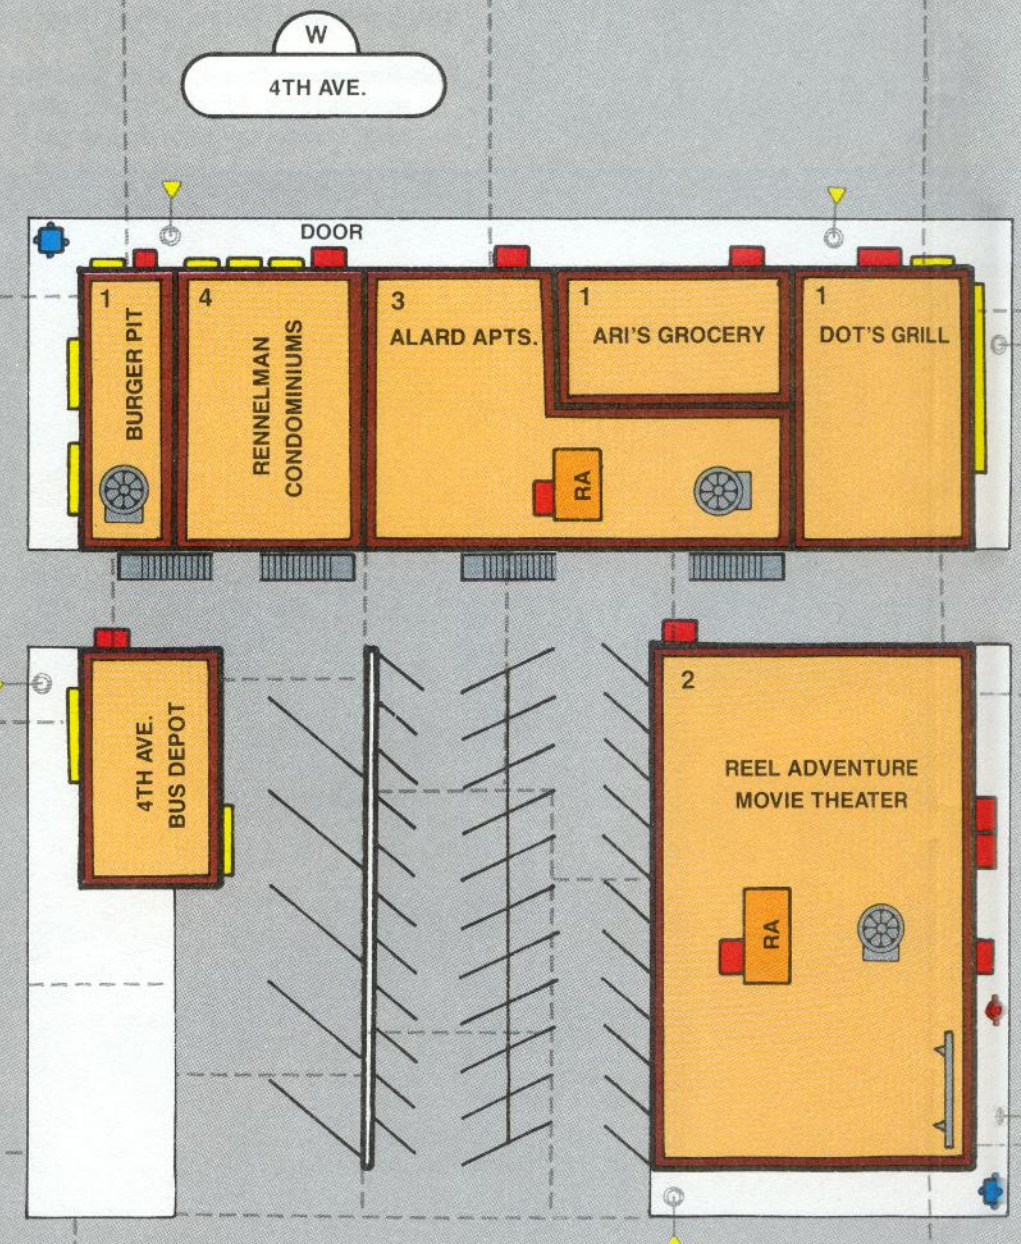 W
4TH AVE.
DOOR
1
BURGER PIT
4
RENNELMAN
CONDOMINIUMS
3
ALARD APTS.
1
ARI'S GROCERY
1
DOT'S GRILL
RA
4TH AVE.
BUS DEPOT
2
REEL ADVENTURE
MOVIE THEATER
RA